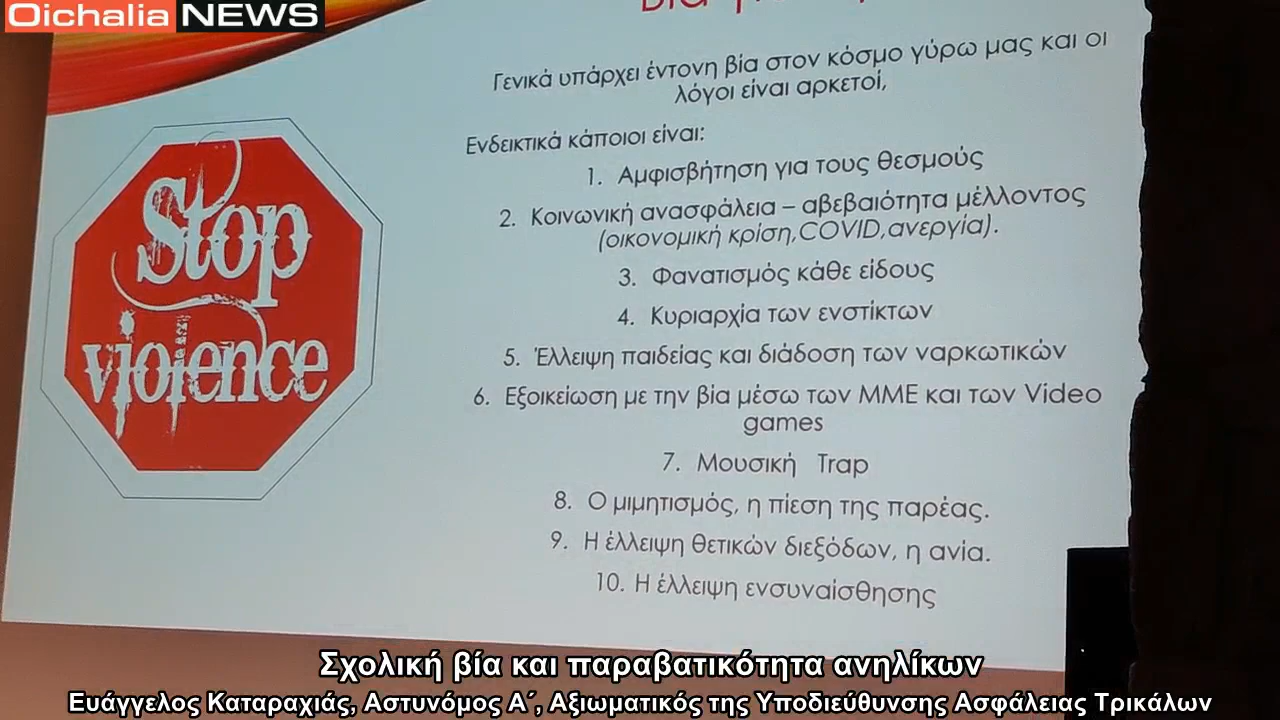 Oichalia NEWS
Γενικά υπάρχει έντονη βία στον κόσμο γύρω μας και οι
λόγοι είναι αρκετοί,
Ενδεικτικά κάποιοι είναι:
1. Αμφισβήτηση για τους θεσμούς
2. Κοινωνική ανασφάλεια – αβεβαιότητα μέλλοντος
(οικονομική κρίση,COVID,ανεργία).
3. Φανατισμός κάθε είδους
4. Κυριαρχία των ενστίκτων
5. Έλλειψη παιδείας και διάδοση των ναρκωτικών
6. Εξοικείωση με την βία μέσω των ΜΜΕ και των Video
games
7. Μουσική Trap
8. Ο μιμητισμός, η πίεση της παρέας.
9. Η έλλειψη θετικών διεξόδων, η ανία.
10. Η έλλειψη ενσυναίσθησης
Stop
violence
Σχολική βία και παραβατικότητα ανηλίκων
Ευάγγελος Καταραχιάς, Αστυνόμος Α΄, Αξιωματικός της Υποδιεύθυνσης Ασφάλειας Τρικάλων